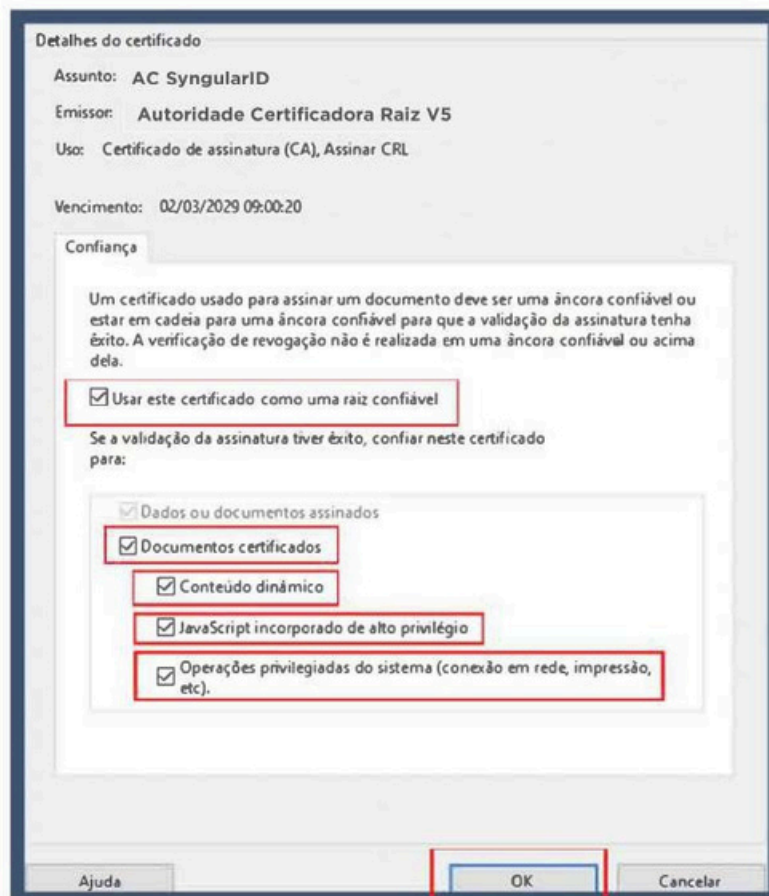 Detalhes do certificado
Assunto: AC SyngularID
Emissor: Autoridade Certificadora Raiz V5
Uso: Certificado de assinatura (CA), Assinar CRL
Vencimento: 02/03/2029 09:00:20
Confiança
Um certificado usado para assinar um documento deve ser uma âncora confiável ou
estar em cadeia para uma âncora confiável para que a validação da assinatura tenha
êxito. A verificação de revogação não é realizada em uma âncora confiável ou acima
dela.
Usar este certificado como uma raiz confiável
Se a validação da assinatura tiver êxito, confiar neste certificado
para:
Dados ou documentos assinados
Documentos certificados
Conteúdo dinâmico
JavaScript incorporado de alto privilégio
Operações privilegiadas do sistema (conexão em rede, impressão,
etc).
Ajuda OK Cancelar